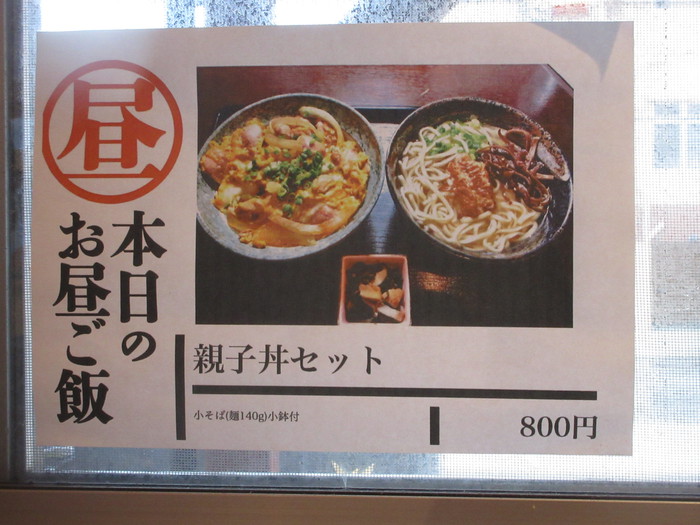 昼
本日の
お昼ご飯
親子丼セット
小そば(麺140g)小鉢付
800円